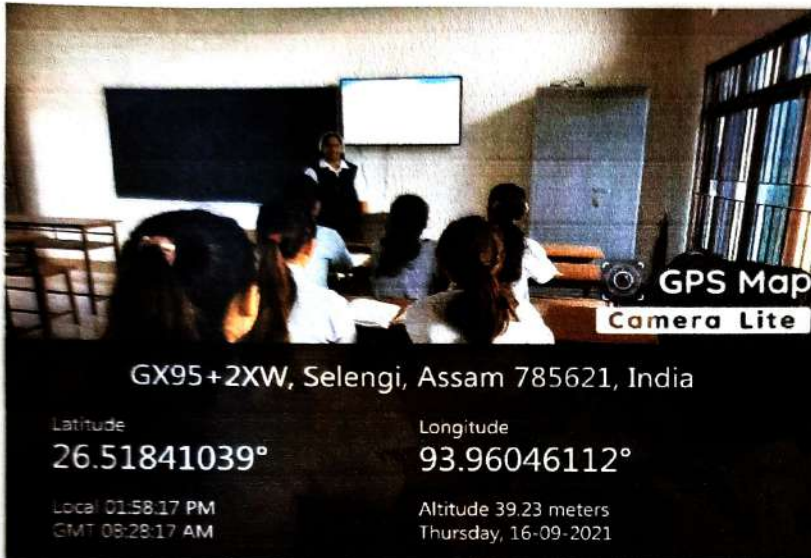 GPS Map
Camera Lite
GX95+2XW, Selengi, Assam 785621, India
Latitude
26.51841039°
Longitude
93.96046112°
Local 01:58:17 PM
GMT 08:28:17 AM
Altitude 39.23 meters
Thursday, 16-09-2021